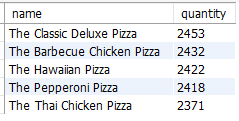 name quantity
The Classic Deluxe Pizza 2453
The Barbecue Chicken Pizza 2432
The Hawaiian Pizza 2422
The Pepperoni Pizza 2418
The Thai Chicken Pizza 2371